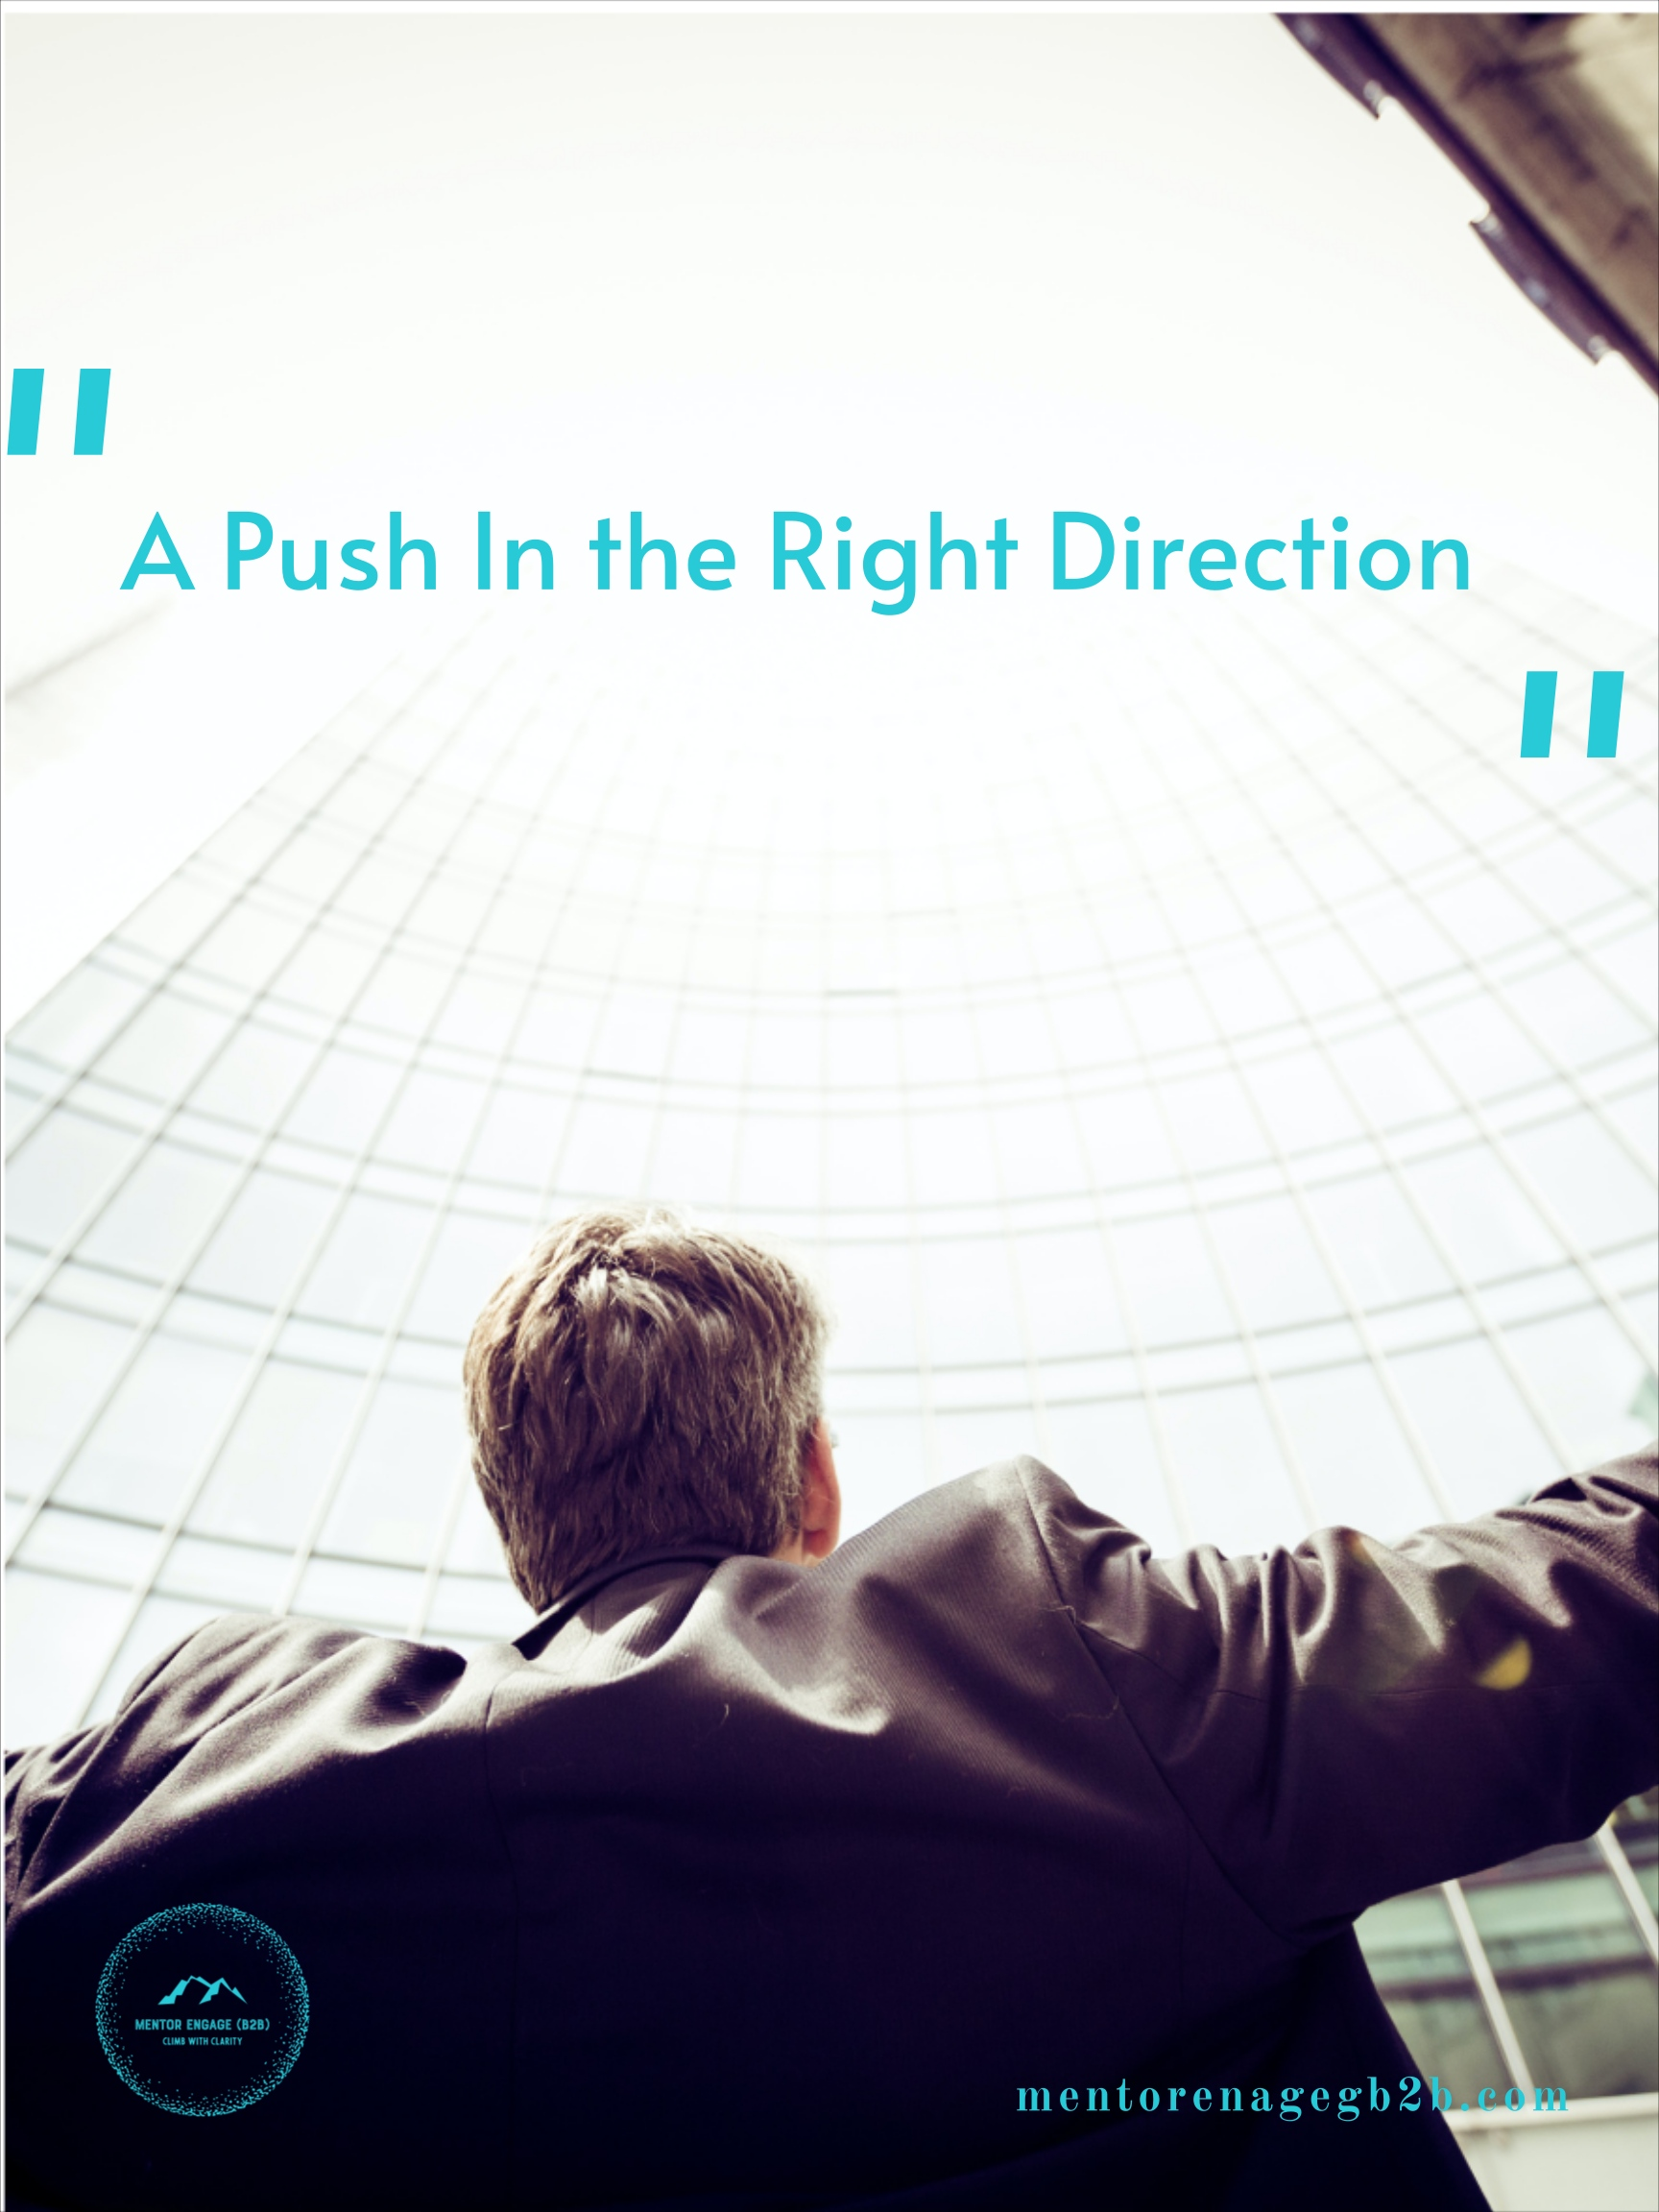 "
A Push In the Right Direction
"
MENTOR ENGAGE (B2B)
CLIMB WITH CLARITY
mentorenagegb2b.com